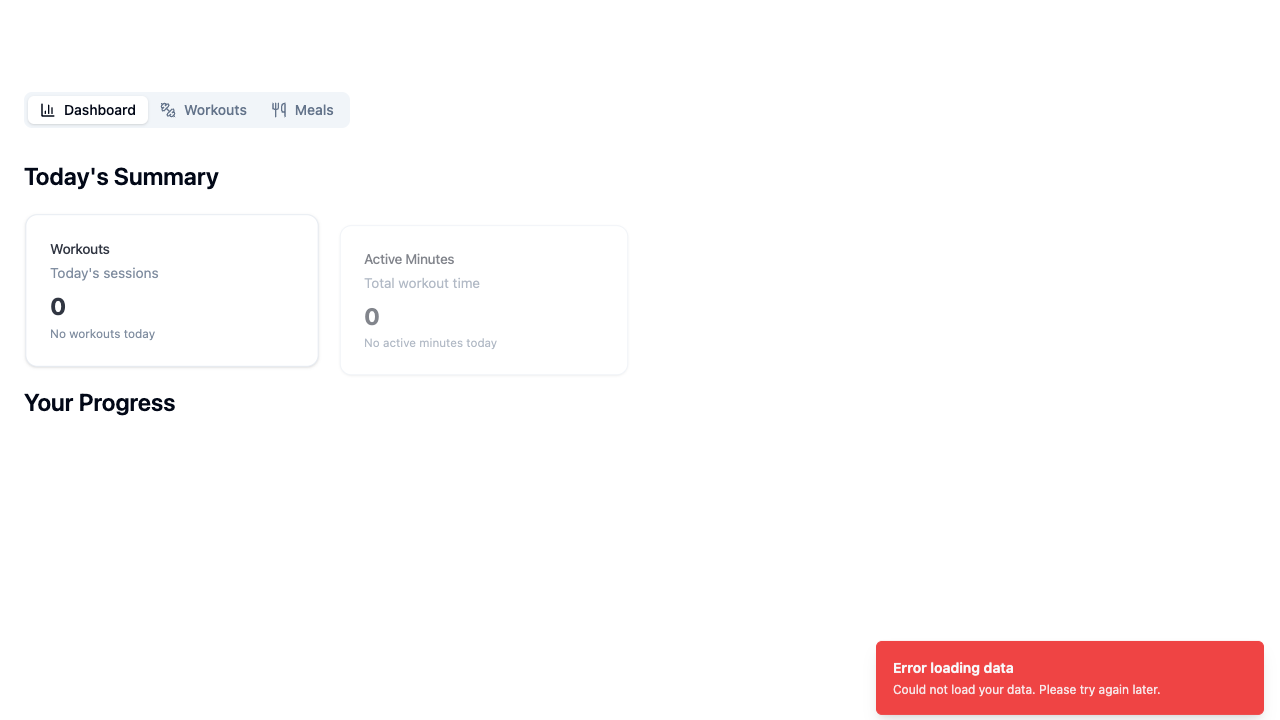 Dashboard
Workouts
Meals
Today's Summary
Workouts
Today's sessions
0
No workouts today
Active Minutes
Total workout time
0
No active minutes today
Your Progress
Error loading data
Could not load your data. Please try again later.